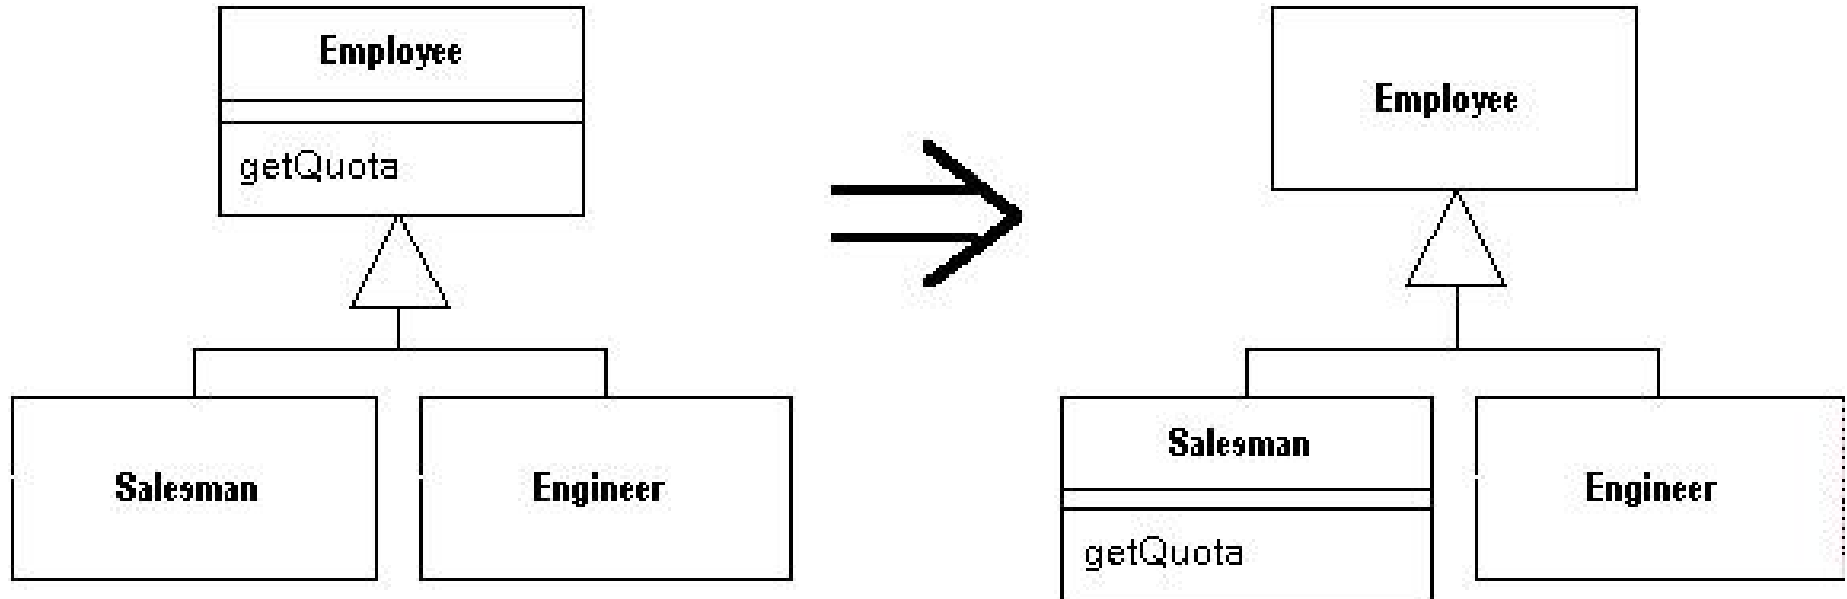 Employee
getQuota
Salesman
Engineer
Employee
Salesman
getQuota
Engineer